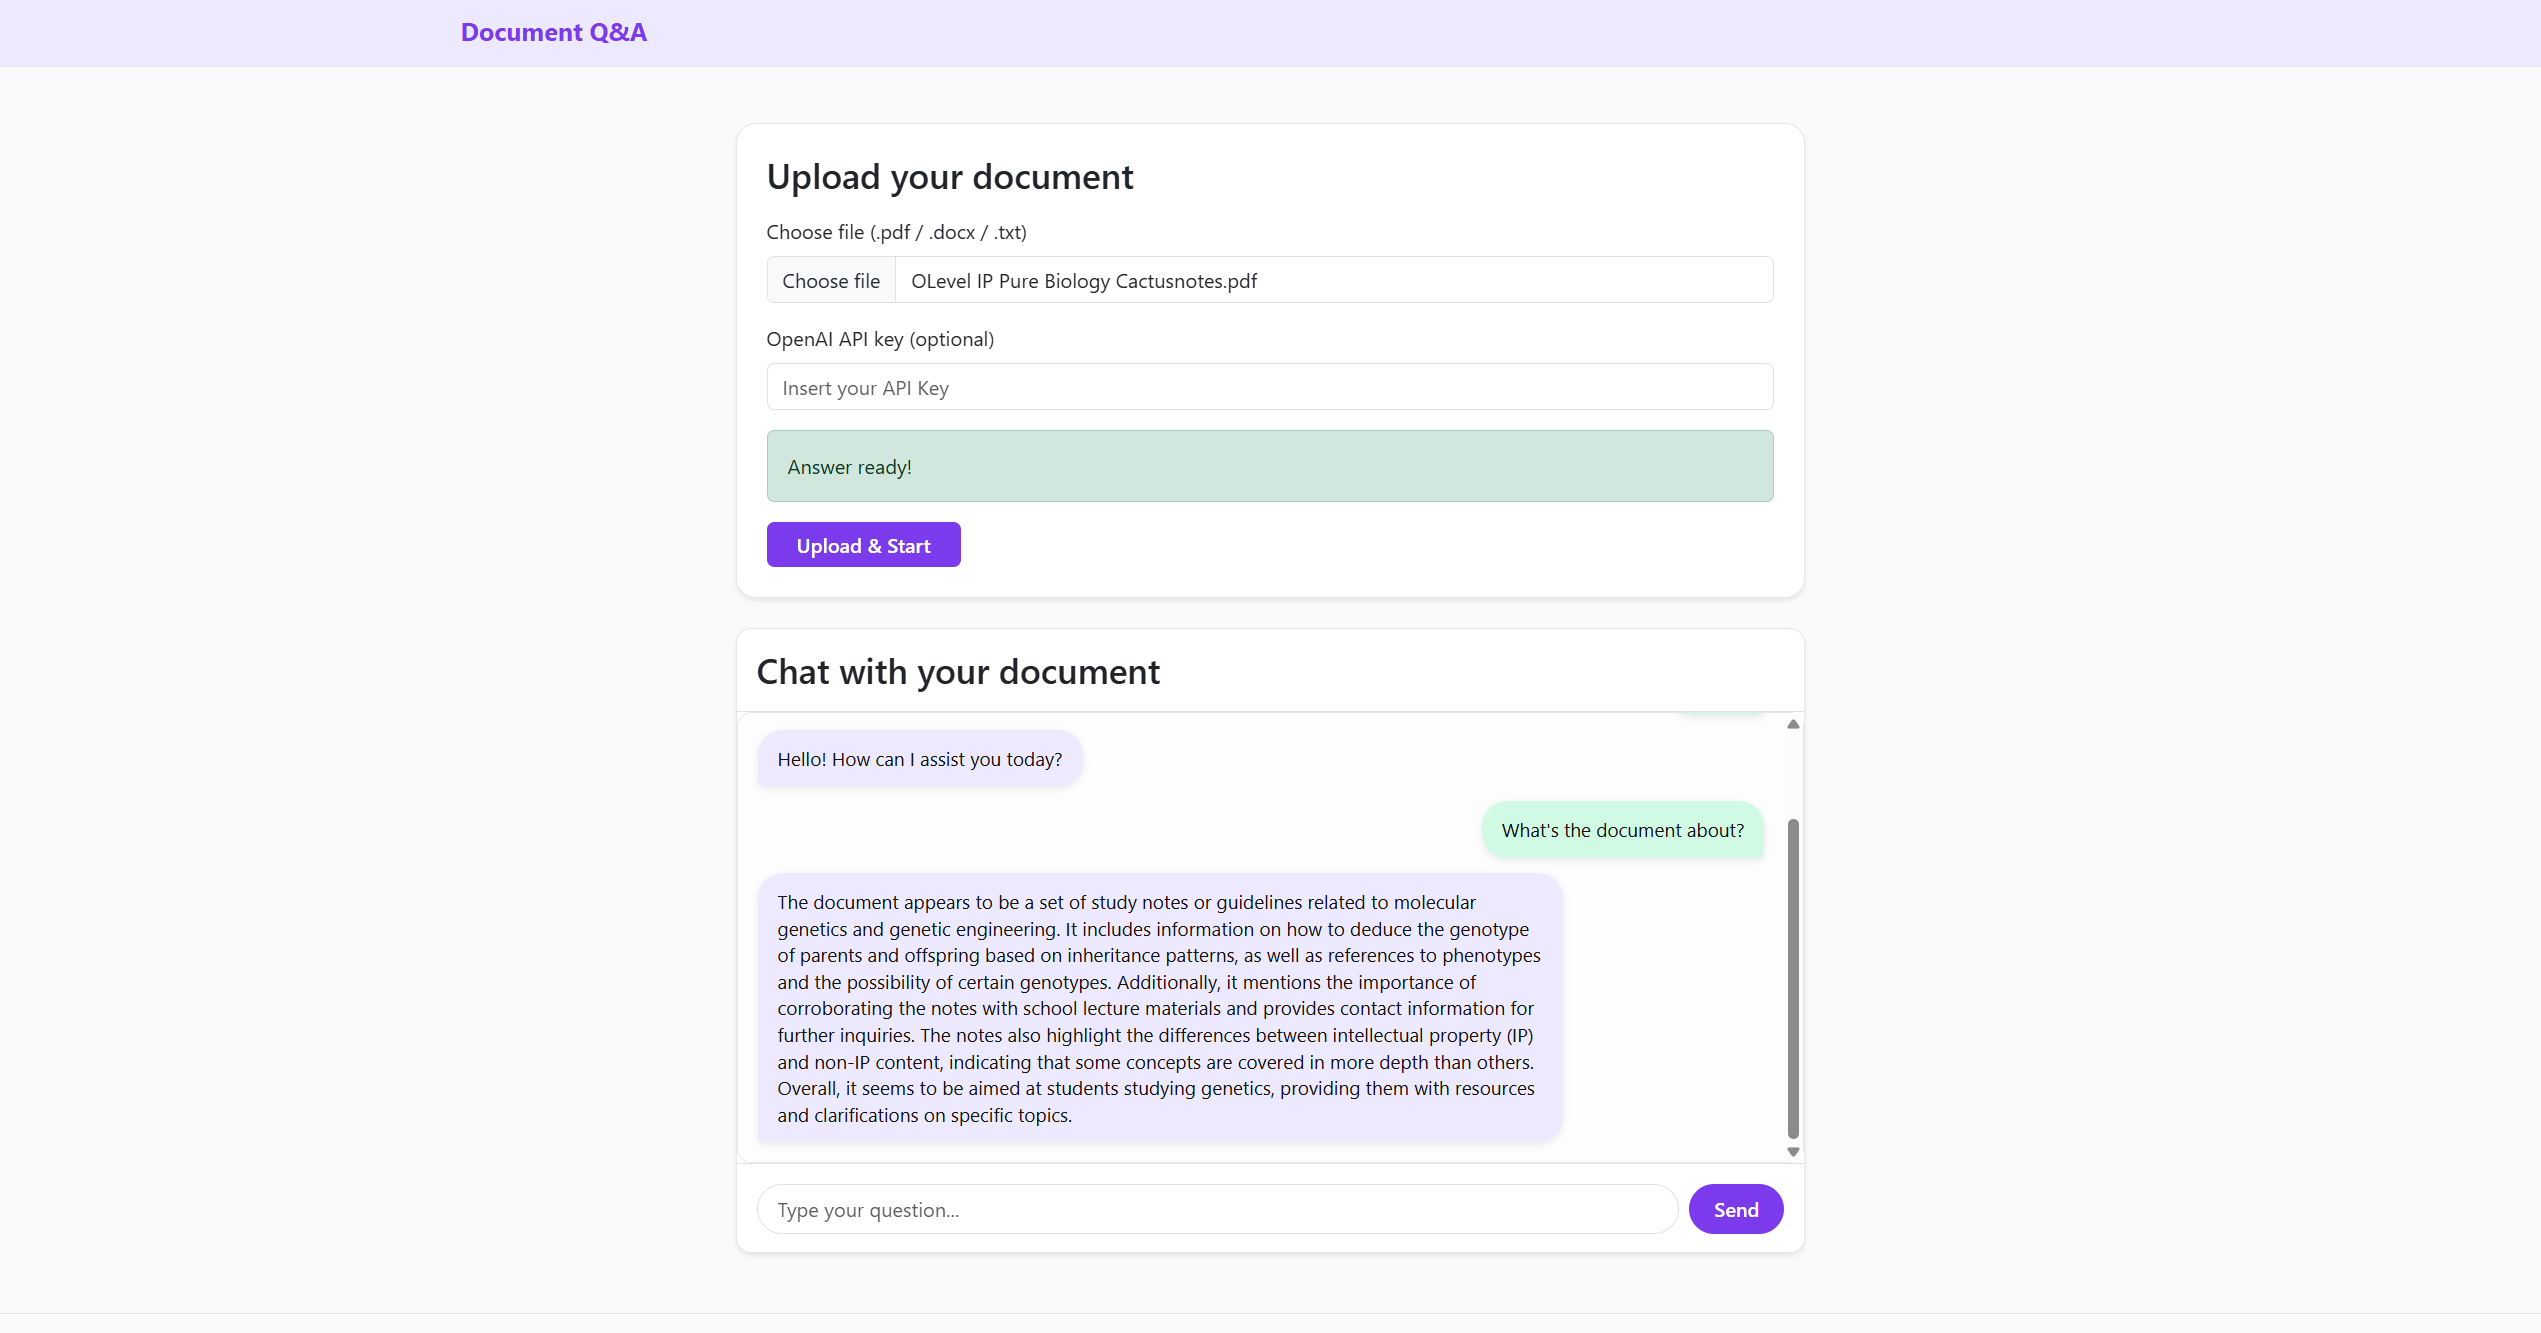 Document Q&A
Upload your document
Choose file (.pdf / .docx / .txt)
Choose file OLevel IP Pure Biology Cactusnotes.pdf
OpenAI API key (optional)
Insert your API Key
Answer ready!
Upload & Start
Chat with your document
Hello! How can I assist you today?
What's the document about?
The document appears to be a set of study notes or guidelines related to molecular
genetics and genetic engineering. It includes information on how to deduce the genotype
of parents and offspring based on inheritance patterns, as well as references to phenotypes
and the possibility of certain genotypes. Additionally, it mentions the importance of
corroborating the notes with school lecture materials and provides contact information for
further inquiries. The notes also highlight the differences between intellectual property (IP)
and non-IP content, indicating that some concepts are covered in more depth than others.
Overall, it seems to be aimed at students studying genetics, providing them with resources
and clarifications on specific topics.
Type your question...
Send